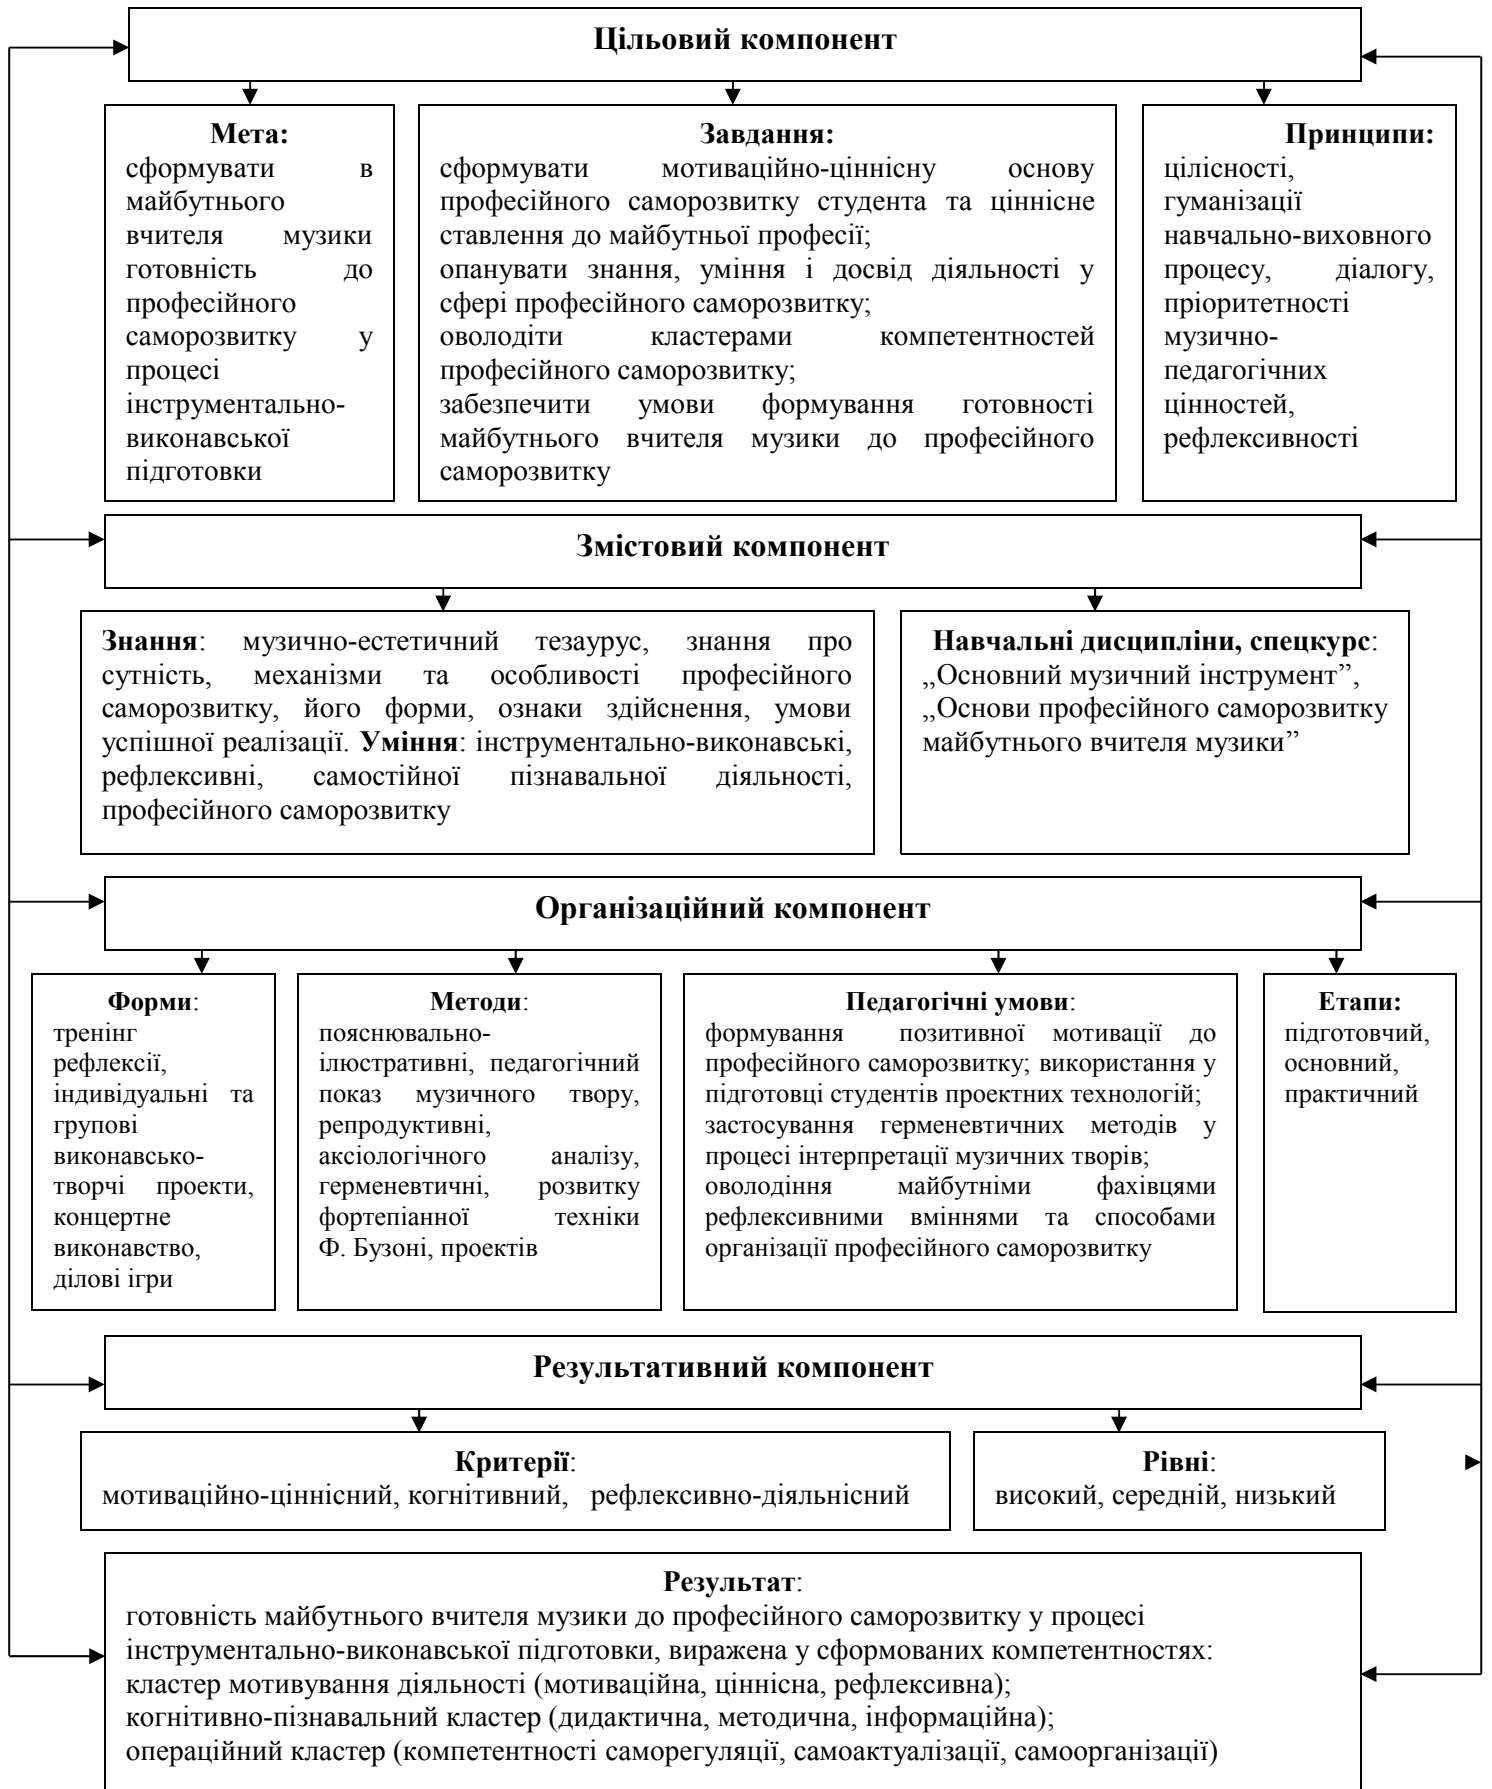 Цільовий компонент
Мета:
сформувати в
майбутнього
вчителя музики
готовність до
професійного
саморозвитку у
процесі
інструментально-
виконавської
підготовки
Завдання:
сформувати мотиваційно-ціннісну основу
професійного саморозвитку студента та ціннісне
ставлення до майбутньої професії;
опанувати знання, уміння і досвід діяльності у
сфері професійного саморозвитку;
оволодіти кластерами компетентностей
професійного саморозвитку;
забезпечити умови формування готовності
майбутнього вчителя музики до професійного
саморозвитку
Принципи:
цілісності,
гуманізації
навчально-виховного
процесу, діалогу,
пріоритетності
музично-
педагогічних
цінностей,
рефлексивності
Змістовий компонент
Знання: музично-естетичний тезаурус, знання про
сутність, механізми та особливості професійного
саморозвитку, його форми, ознаки здійснення, умови
успішної реалізації. Уміння: інструментально-виконавські,
рефлексивні, самостійної пізнавальної діяльності,
професійного саморозвитку
Навчальні дисципліни, спецкурс:
„Основний музичний інструмент”,
„Основи професійного саморозвитку
майбутнього вчителя музики”
Організаційний компонент
Форми:
тренінг
рефлексії,
індивідуальні та
групові
виконавсько-
творчі проекти,
концертне
виконавство,
ділові ігри
Методи:
пояснювально-
ілюстративні, педагогічний
показ музичного твору,
репродуктивні,
аксіологічного аналізу,
герменевтичні, розвитку
фортепіанної техніки
Ф. Бузоні, проектів
Педагогічні умови:
формування позитивної мотивації до
професійного саморозвитку; використання у
підготовці студентів проектних технологій;
застосування герменевтичних методів у
процесі інтерпретації музичних творів;
оволодіння майбутніми фахівцями
рефлексивними вміннями та способами
організації професійного саморозвитку
Етапи:
підготовчий,
основний,
практичний
Результативний компонент
Критерії:
мотиваційно-ціннісний, когнітивний, рефлексивно-діяльнісний
Рівні:
високий, середній, низький
Результат:
готовність майбутнього вчителя музики до професійного саморозвитку у процесі
інструментально-виконавської підготовки, виражена у сформованих компетентностях:
кластер мотивування діяльності (мотиваційна, ціннісна, рефлексивна);
когнітивно-пізнавальний кластер (дидактична, методична, інформаційна);
операційний кластер (компетентності саморегуляції, самоактуалізації, самоорганізації)